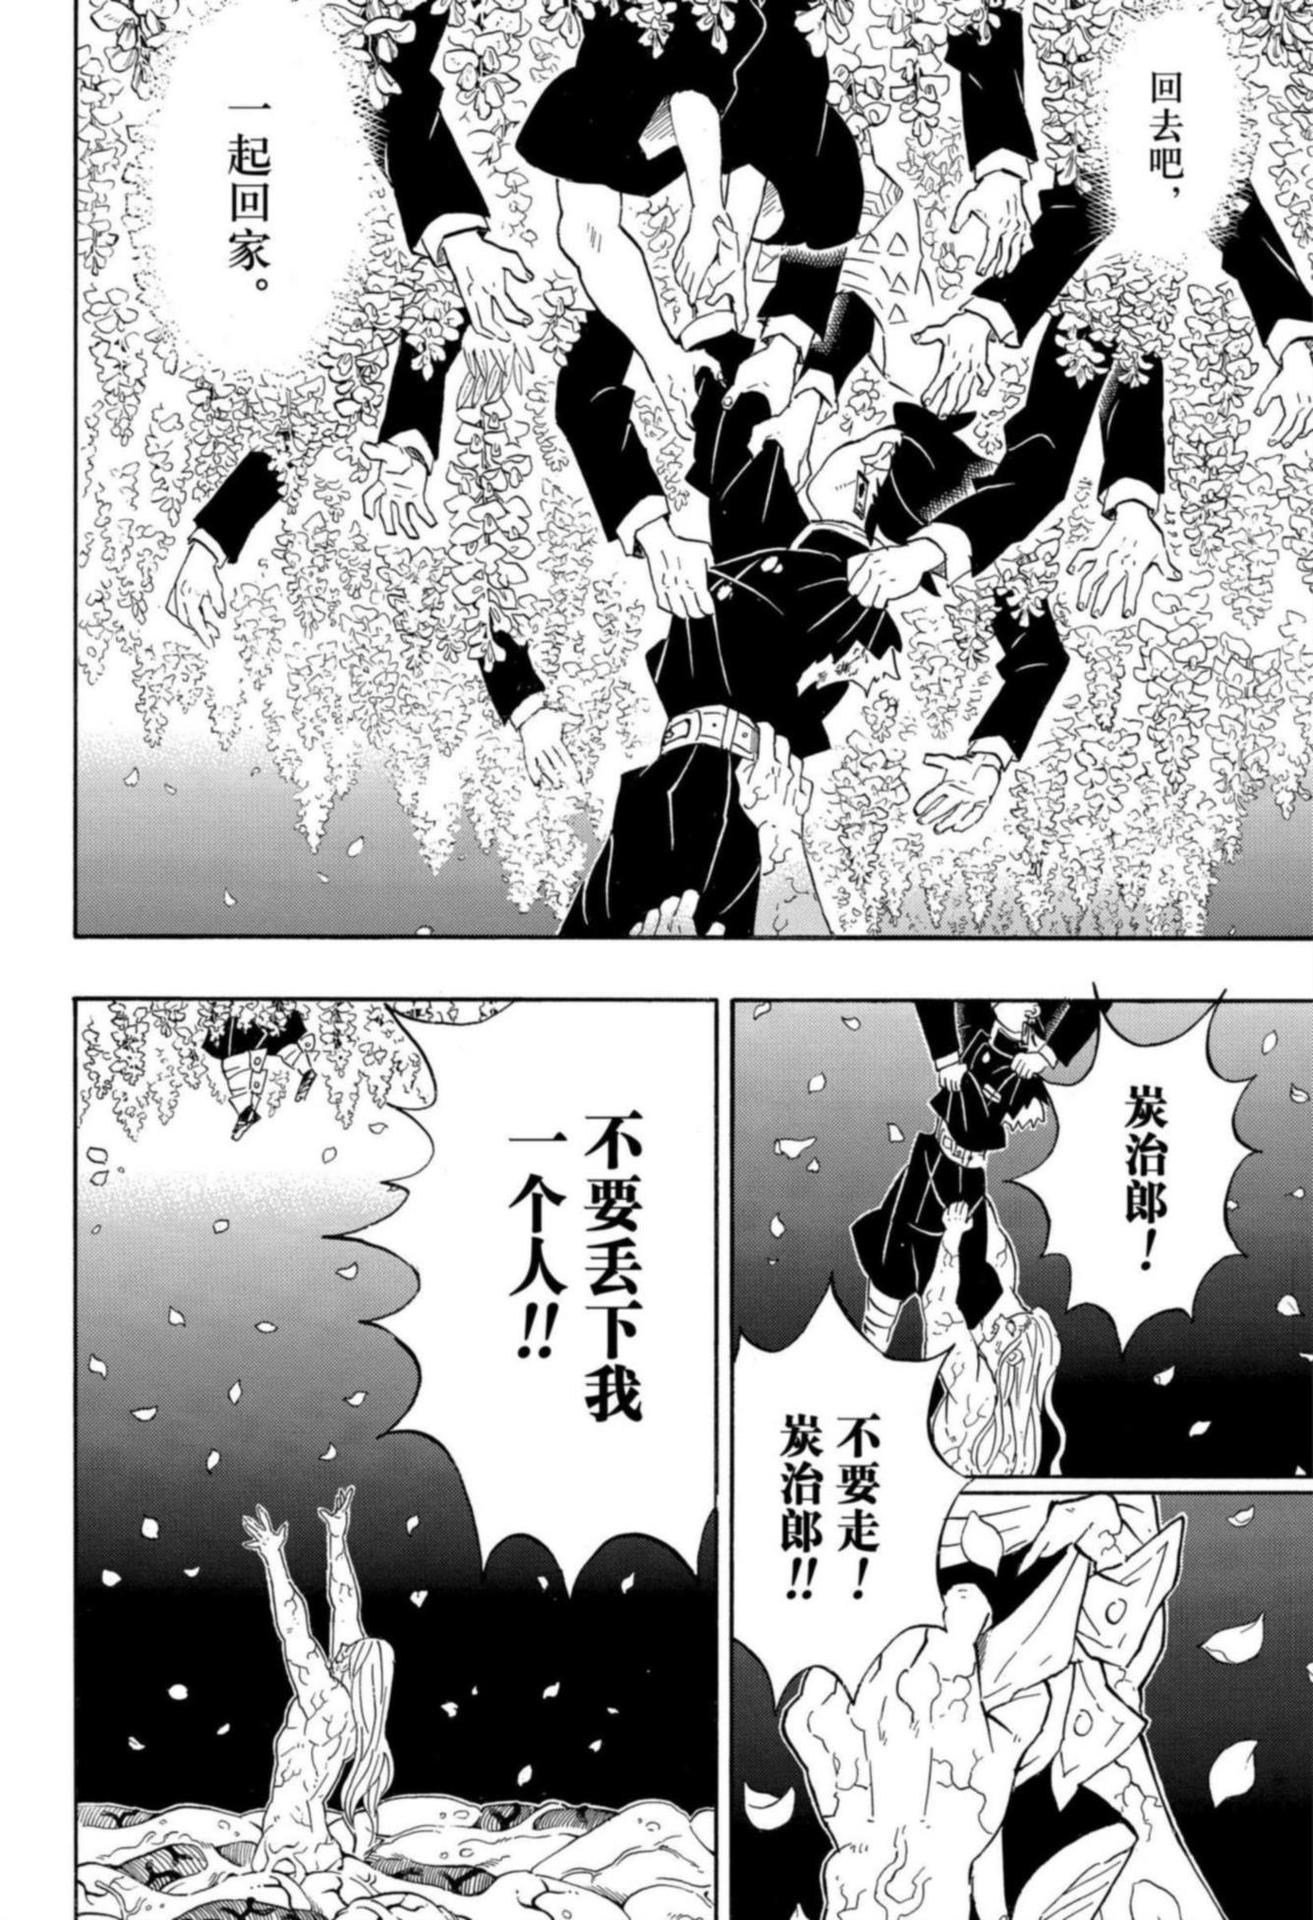 回去吧，
一起回家。
炭治郎！
不要走！
炭治郎!!
不要丢下我
一个人!!